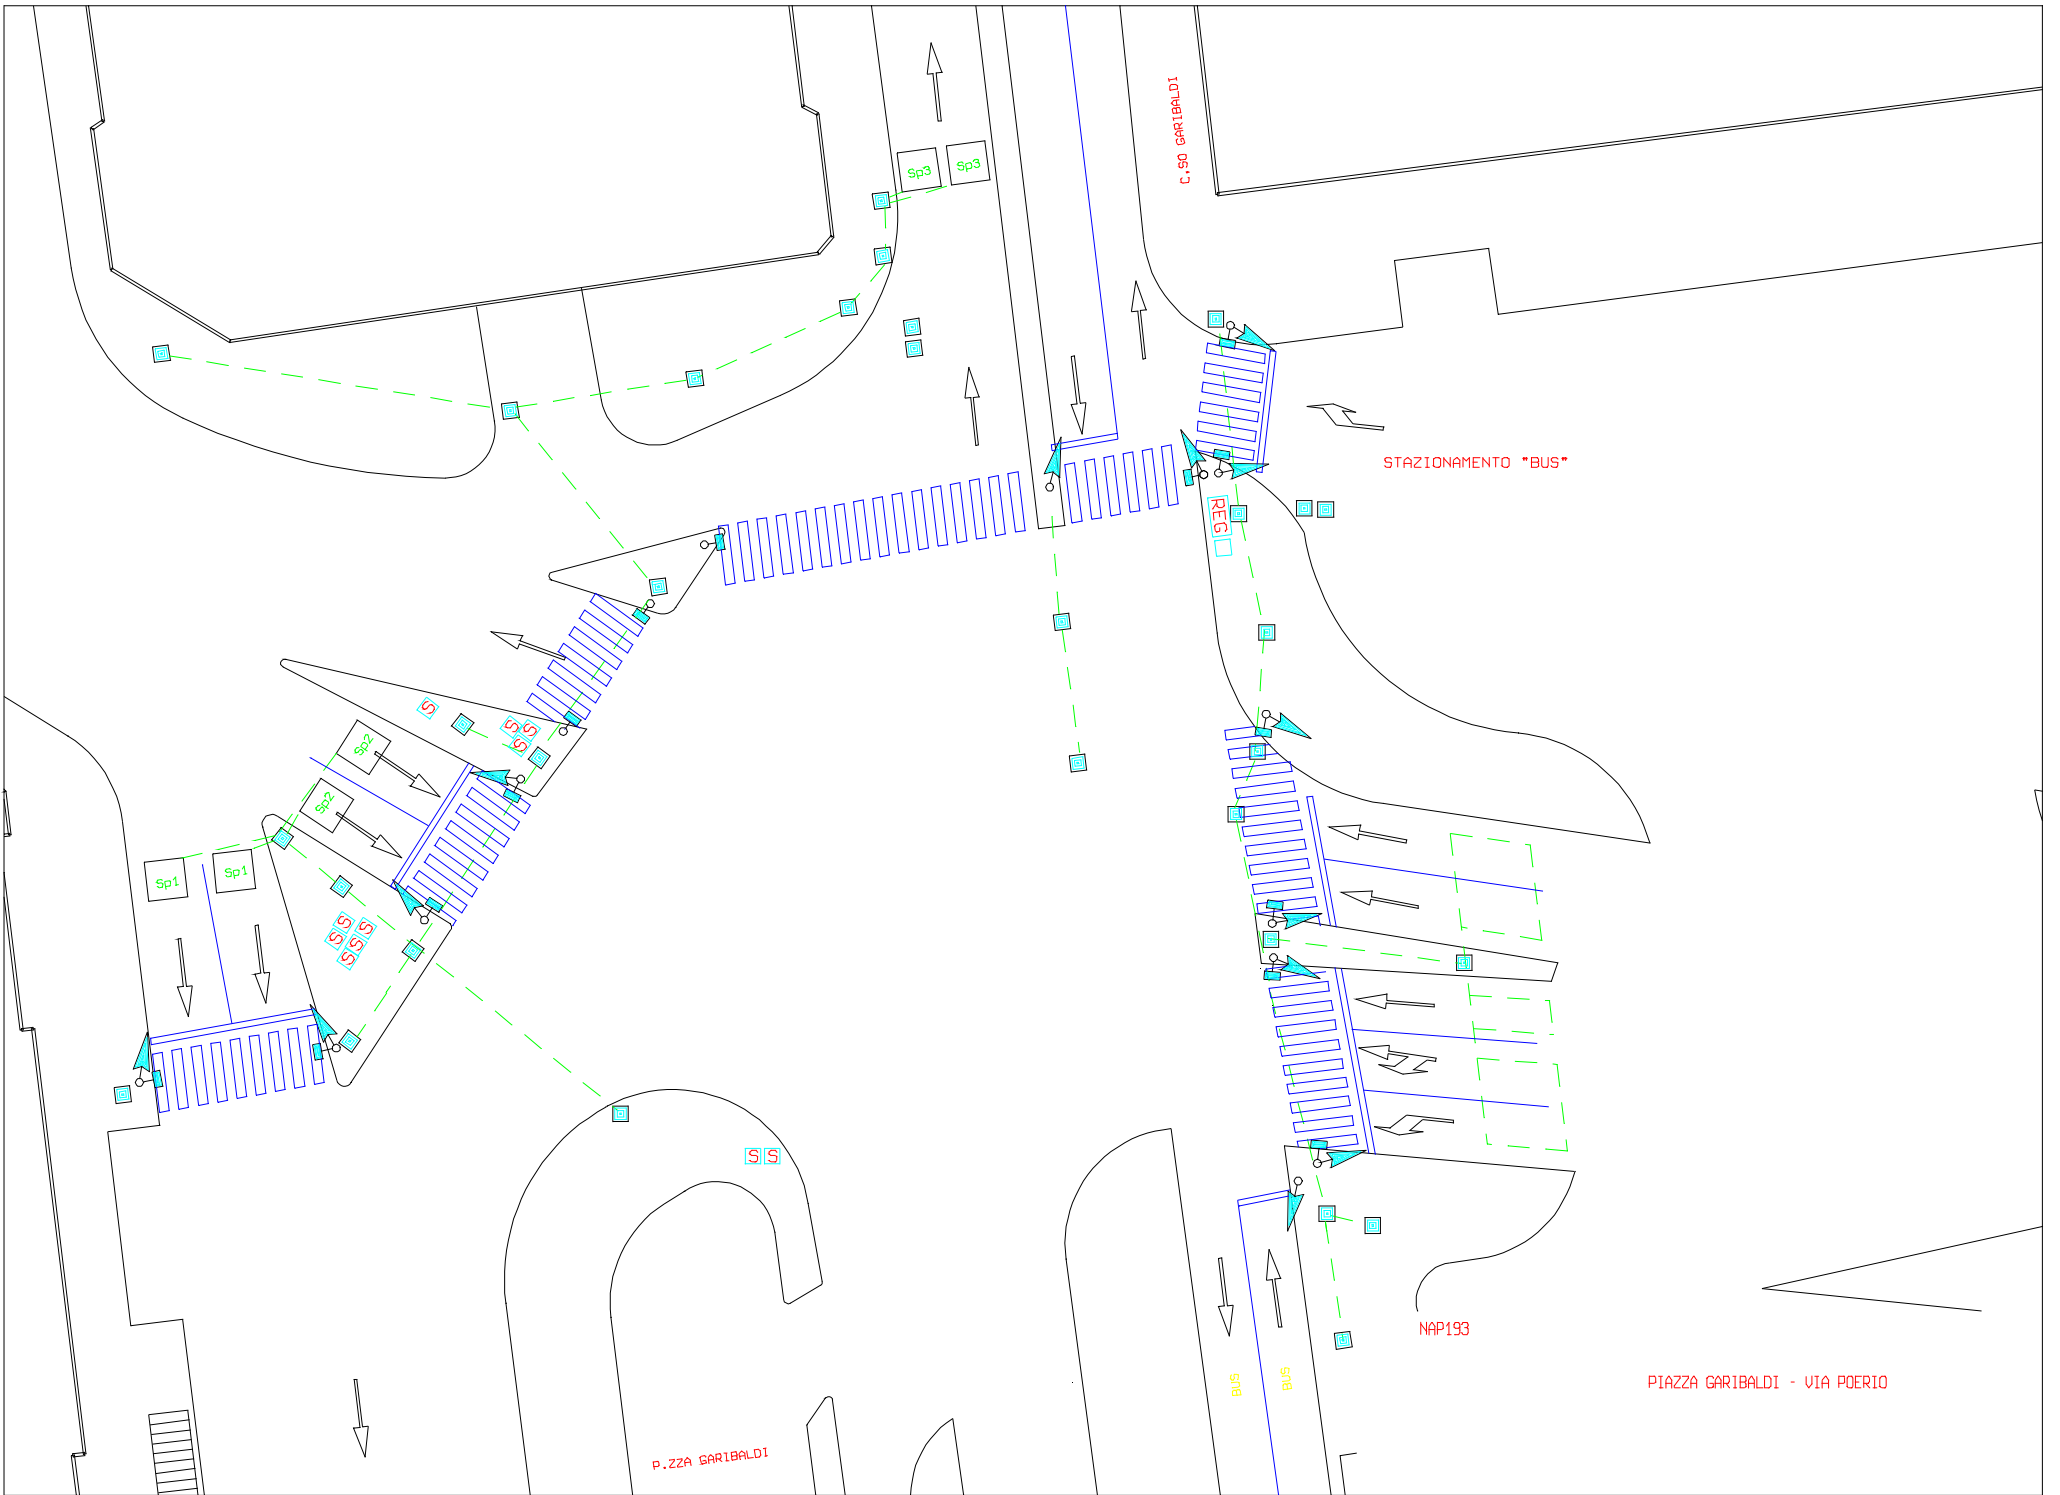 C.SO GARIBALDI
Sp3
Sp3
STAZIONAMENTO "BUS"
REG
S
S
S
S
Sp2
Sp2
Sp1
Sp1
S
S
S
S
S
S
S
NAP193
BUS
BUS
PIAZZA GARIBALDI - VIA POERIO
P.ZZA GARIBALDI